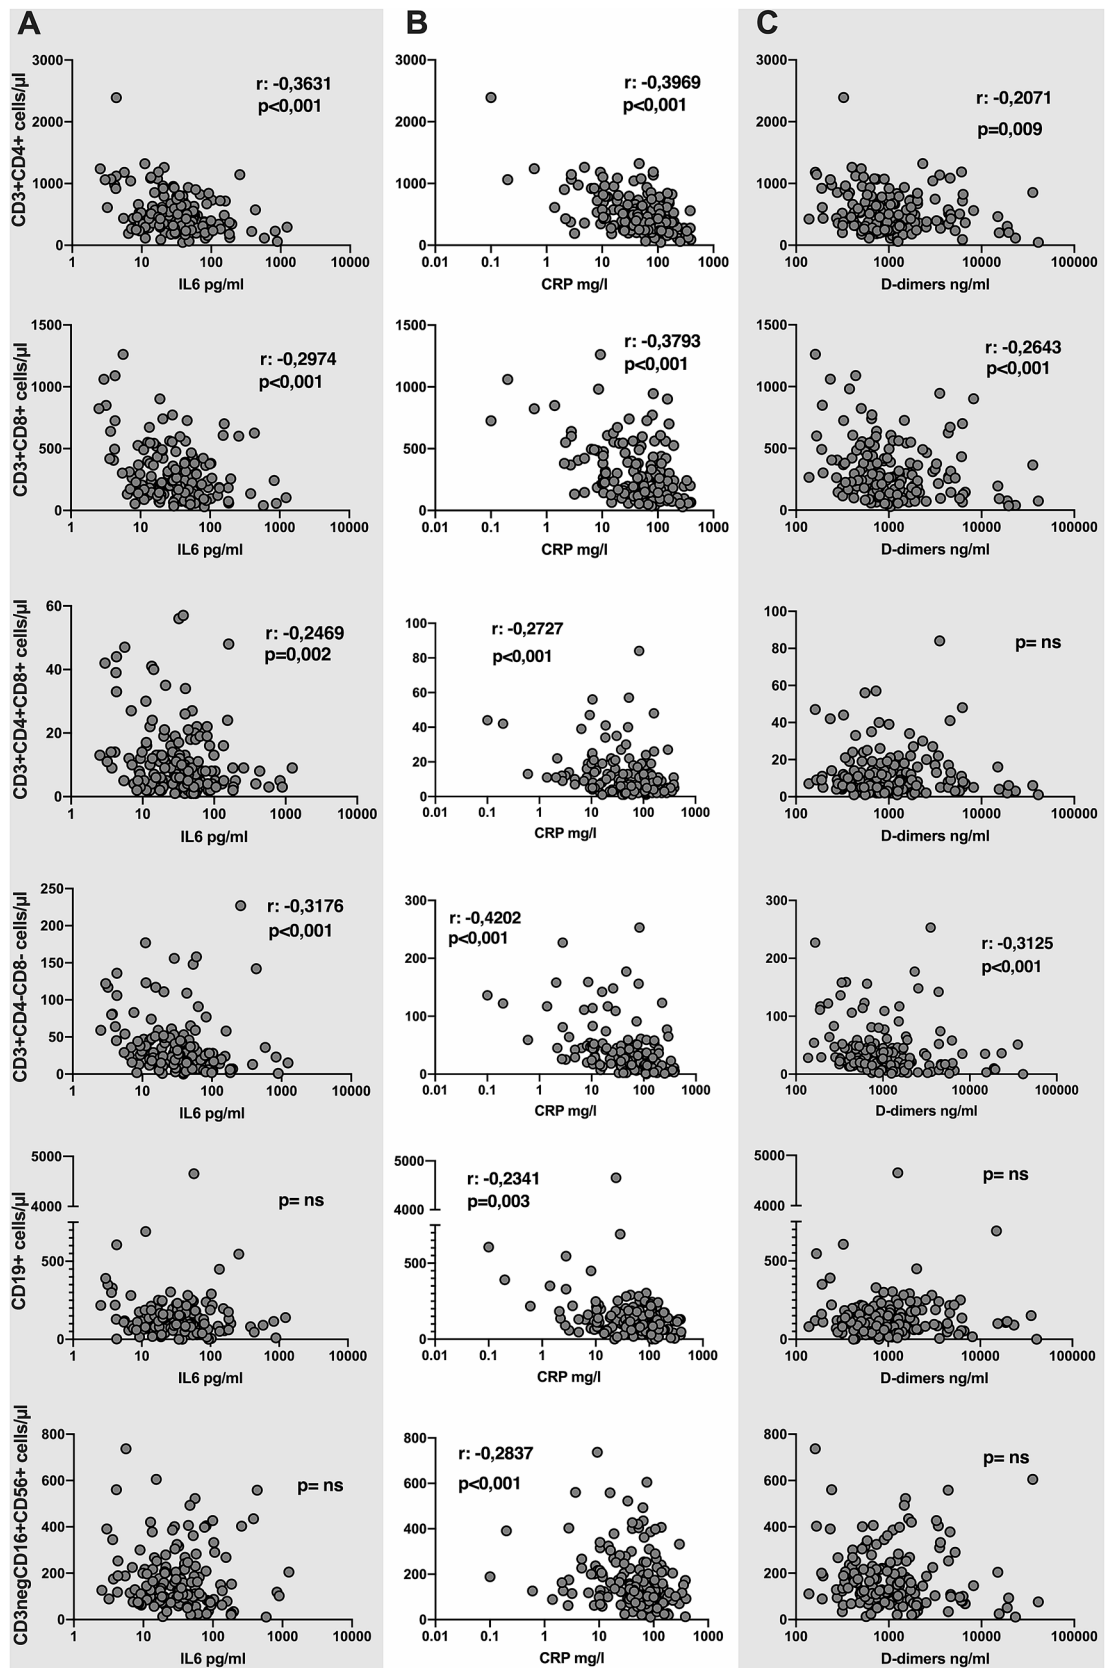 A
B
C
CD3+CD4+ cells/µl
3000
2000
1000
0
1
10
100
1000
10000
IL6 pg/ml
r: -0,3631
p<0,001
3000
2000
1000
0
0.01
0.1
1
10
100
1000
CRP mg/l
r: -0,3969
p<0,001
3000
2000
1000
0
100
1000
10000
100000
D-dimers ng/ml
r: -0,2071
p=0,009
CD3+CD8+ cells/µl
1500
1000
500
0
1
10
100
1000
10000
IL6 pg/ml
r: -0,2974
p<0,001
1500
1000
500
0
0.01
0.1
1
10
100
1000
CRP mg/l
r: -0,3793
p<0,001
1500
1000
500
0
100
1000
10000
100000
D-dimers ng/ml
r: -0,2643
p<0,001
CD3+CD4+CD8+ cells/µl
60
40
20
0
1
10
100
1000
10000
IL6 pg/ml
r: -0,2469
p=0,002
100
80
60
40
20
0
0.01
0.1
1
10
100
1000
CRP mg/l
r: -0,2727
p<0,001
100
80
60
40
20
0
100
1000
10000
100000
D-dimers ng/ml
p= ns
CD3+CD4-CD8- cells/µl
250
200
150
100
50
0
1
10
100
1000
10000
IL6 pg/ml
r: -0,3176
p<0,001
300
200
100
0
0.01
0.1
1
10
100
1000
CRP mg/l
r: -0,4202
p<0,001
300
200
100
0
100
1000
10000
100000
D-dimers ng/ml
r: -0,3125
p<0,001
CD19+ cells/µl
5000
4000
500
0
1
10
100
1000
10000
IL6 pg/ml
p= ns
5000
4000
500
0
0.01
0.1
1
10
100
1000
CRP mg/l
r: -0,2341
p=0,003
5000
4000
500
0
100
1000
10000
100000
D-dimers ng/ml
p= ns
CD3negCD16+CD56+ cells/µl
800
600
400
200
0
1
10
100
1000
10000
IL6 pg/ml
p= ns
800
600
400
200
0
0.01
0.1
1
10
100
1000
CRP mg/l
r: -0,2837
p<0,001
800
600
400
200
0
100
1000
10000
100000
D-dimers ng/ml
p= ns